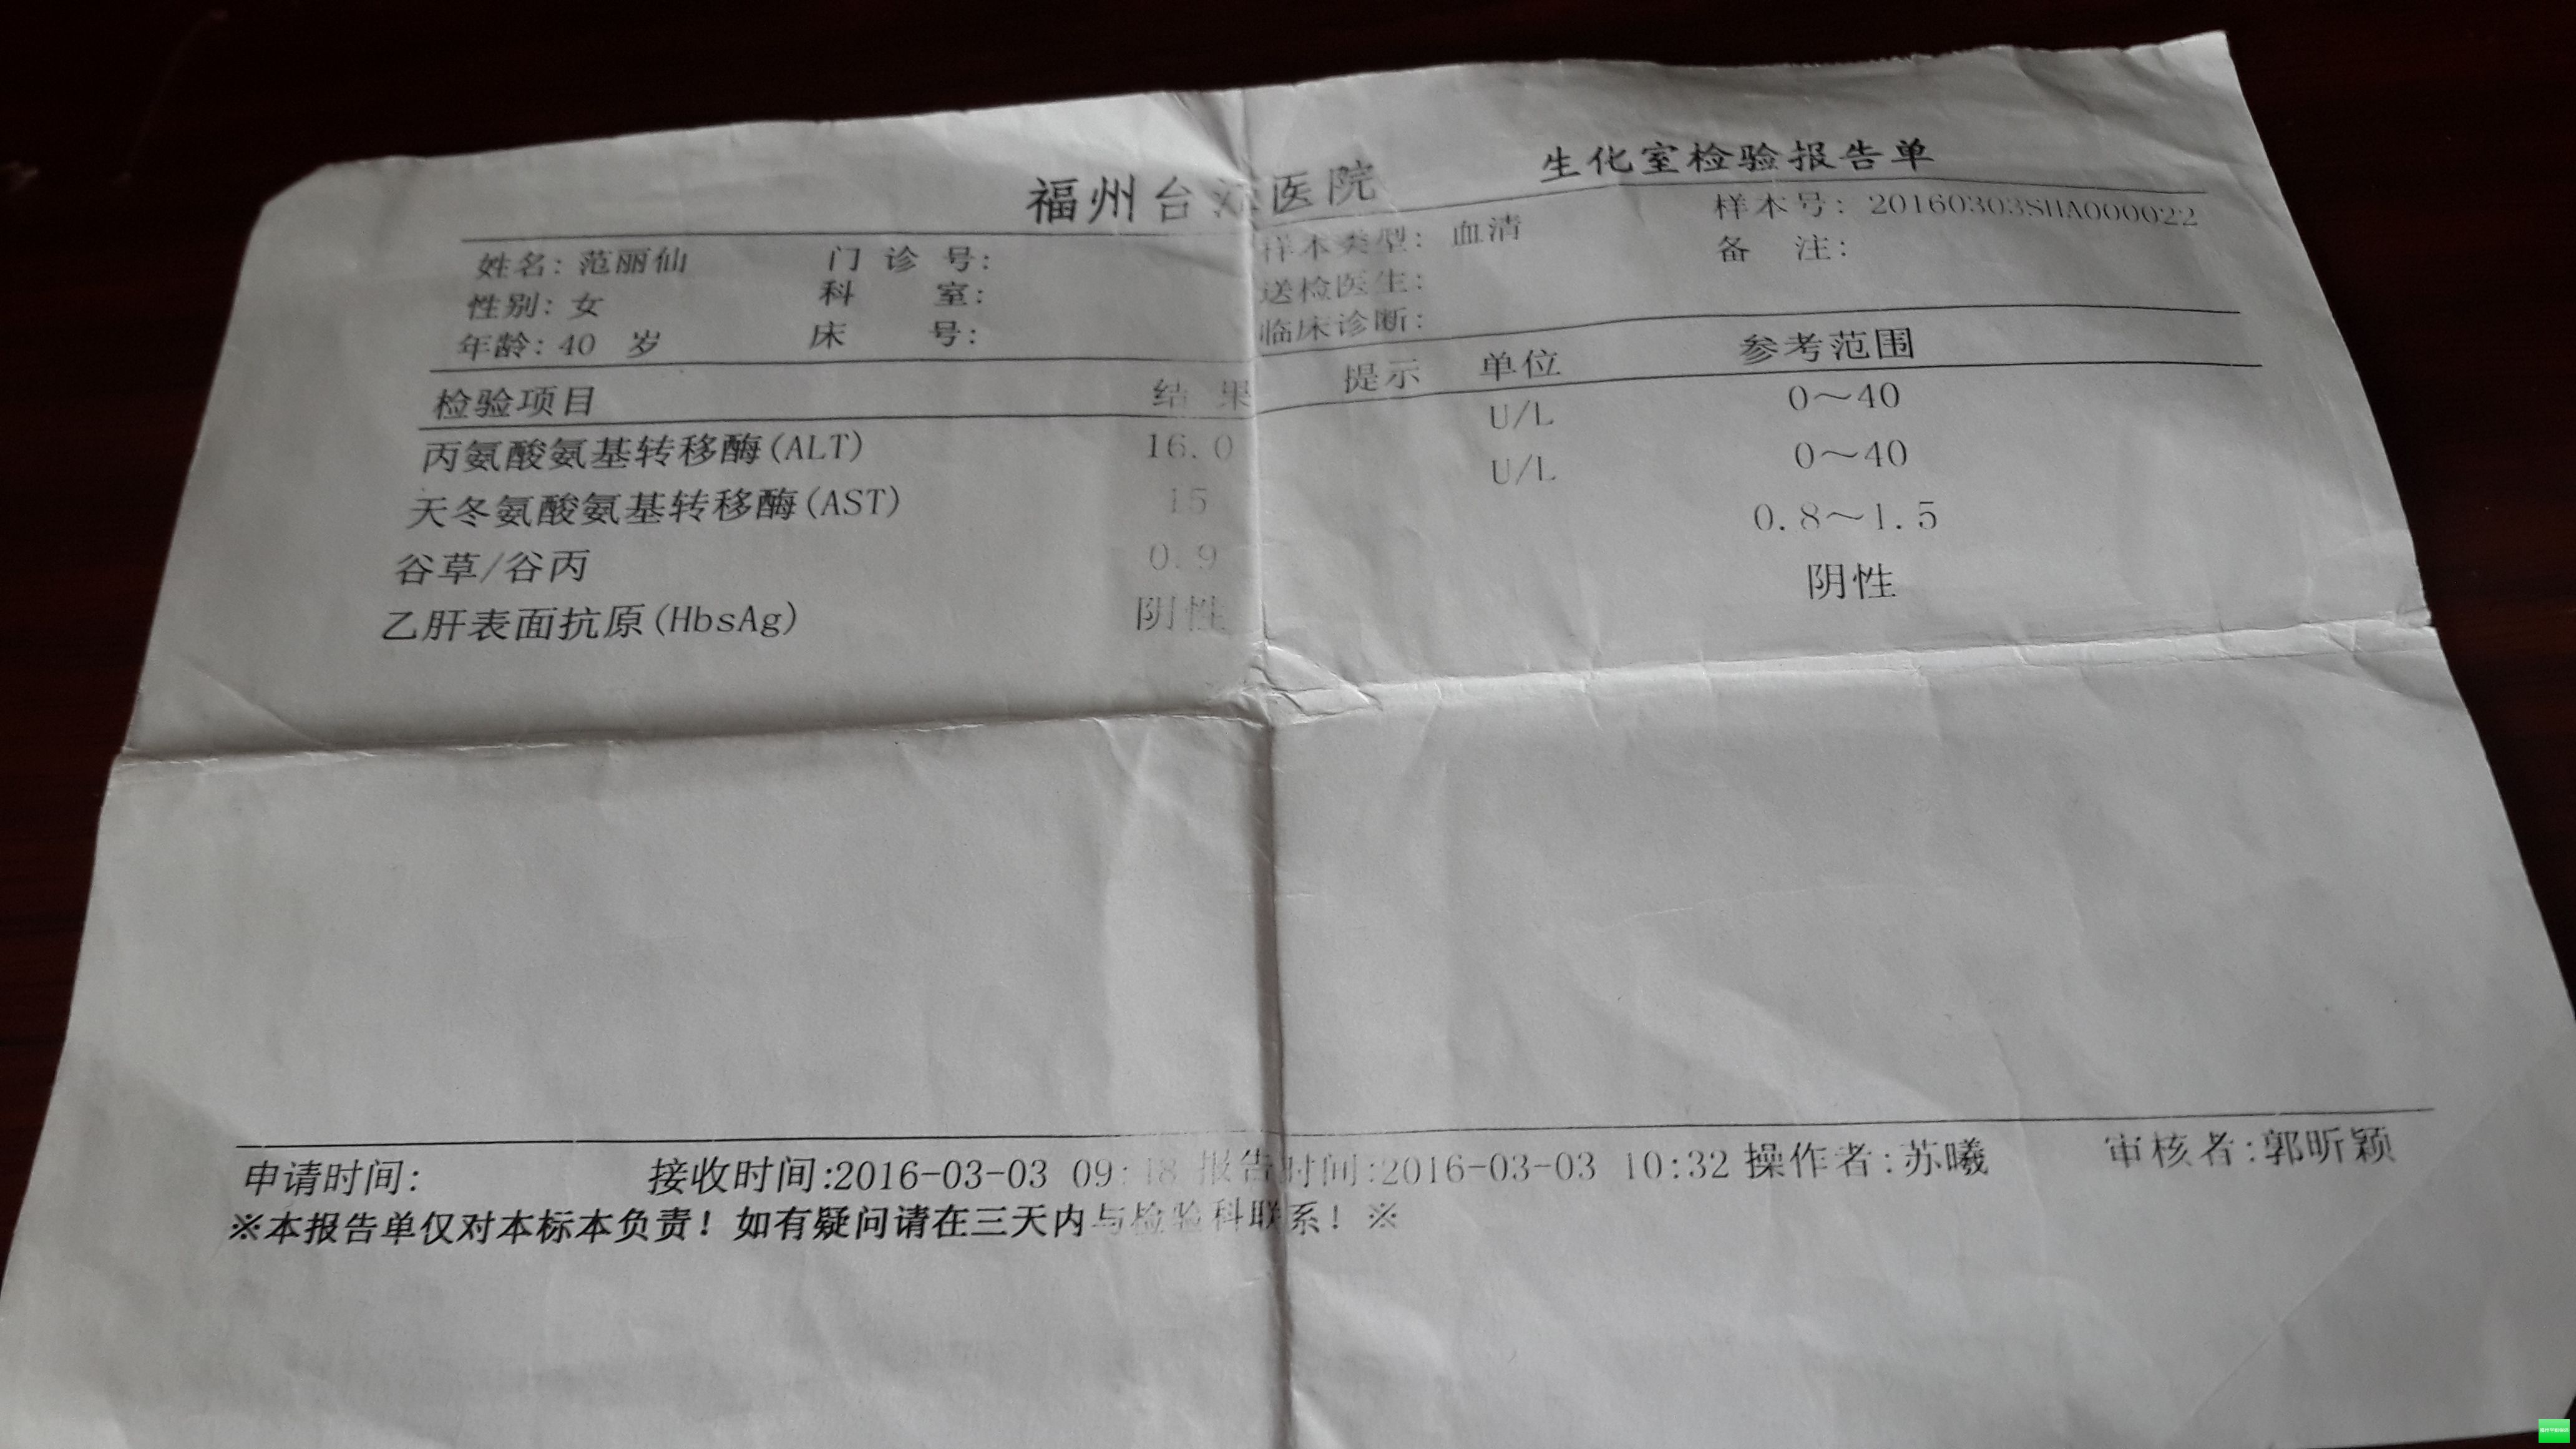 福州台江医院 生化室检验报告单
姓名: 范丽仙 门 诊 号: 样本类型: 血清 样本号: 20160303SHA000022
性别: 女 科 室: 送检医生: 备 注:
年龄: 40 岁 床 号: 临床诊断:
检验项目 结 果 提示 单位 参考范围
丙氨酸氨基转移酶(ALT) 16.0 U/L 0～40
天冬氨酸氨基转移酶(AST) 15 U/L 0～40
谷草/谷丙 0.9 0.8～1.5
乙肝表面抗原(HbsAg) 阴性 阴性
申请时间: 接收时间:2016-03-03 09:18 报告时间:2016-03-03 10:32 操作者:苏曦 审核者:郭昕颖
※本报告单仅对本标本负责！如有疑问请在三天内与检验科联系！※